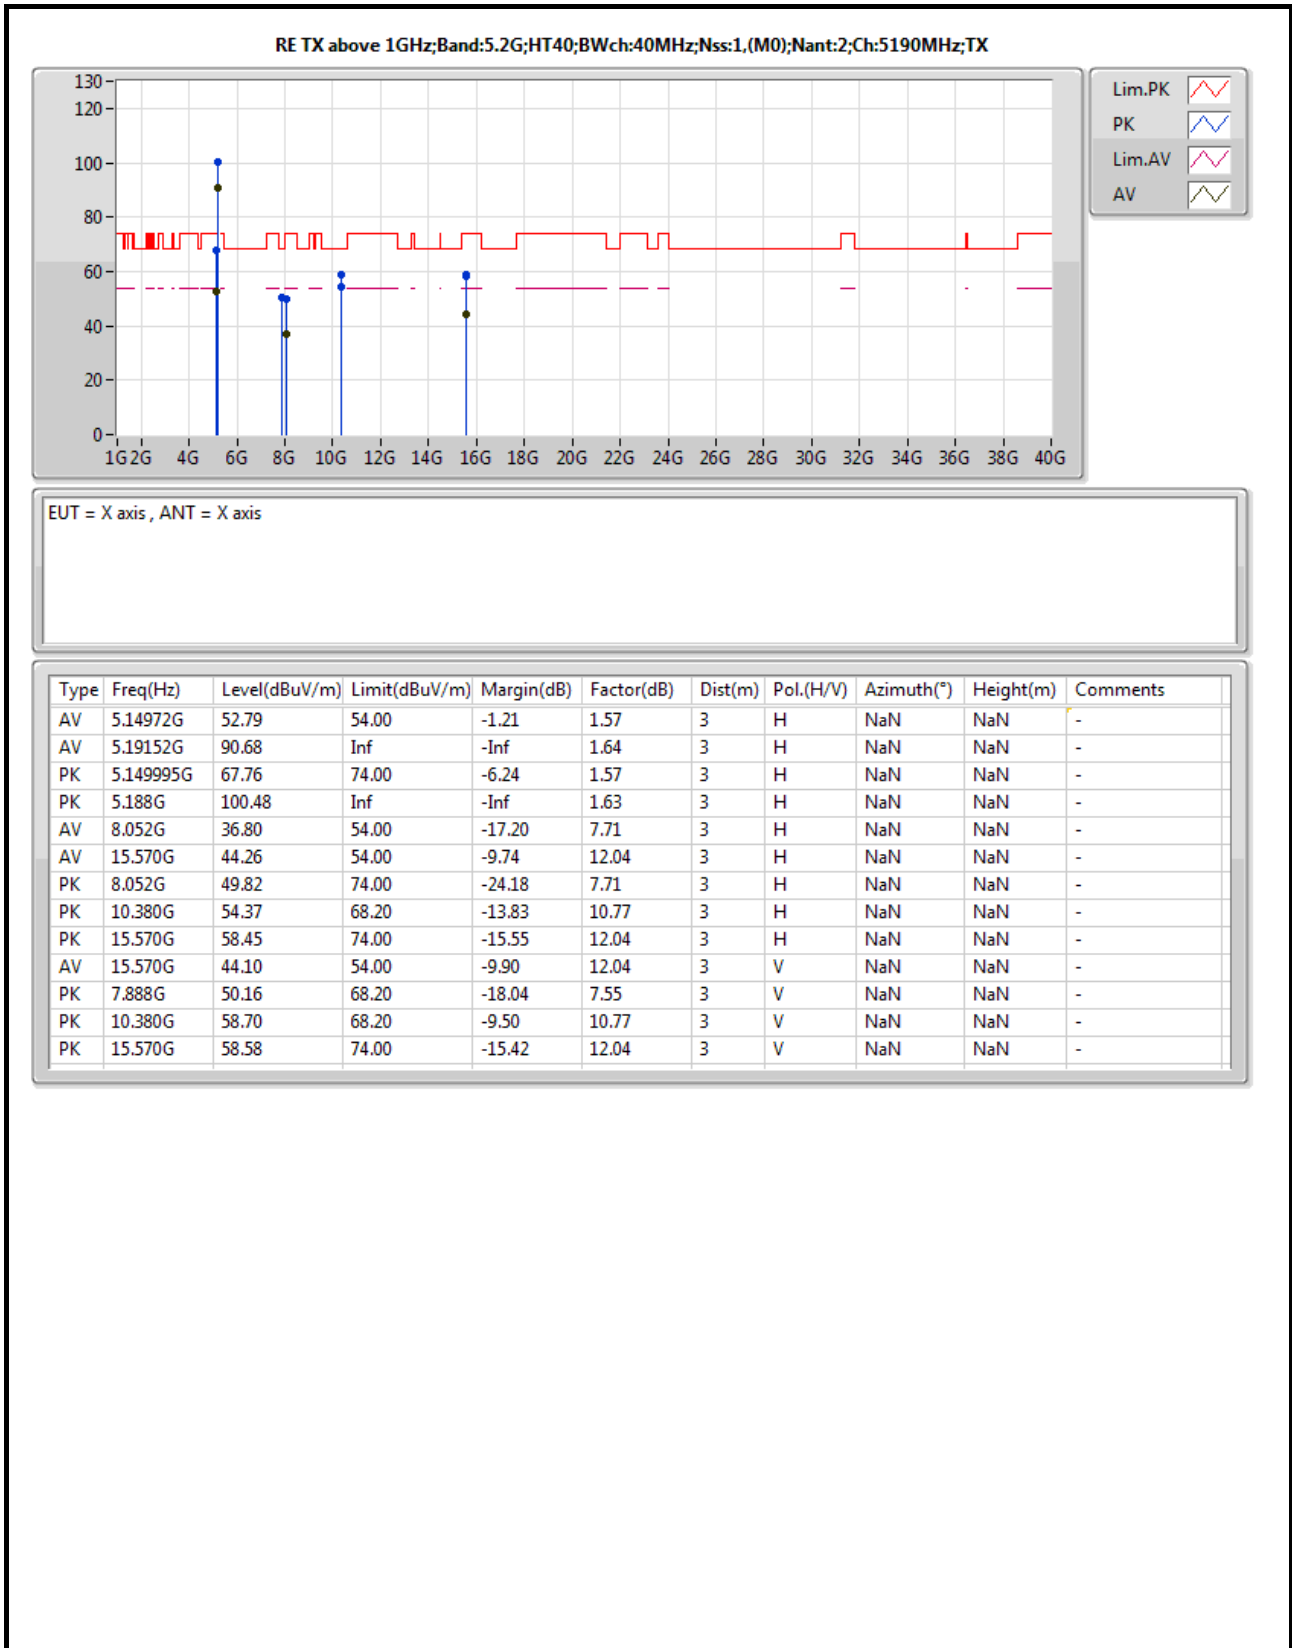 RE TX above 1GHz;Band:5.2G;HT40;BWch:40MHz;Nss:1,(M0);Nant:2;Ch:5190MHz;TX
130
120
100
80
60
40
20
0
1G 2G 4G 6G 8G 10G 12G 14G 16G 18G 20G 22G 24G 26G 28G 30G 32G 34G 36G 38G 40G
Lim.PK
PK
Lim.AV
AV
EUT = X axis , ANT = X axis
Type Freq(Hz) Level(dBuV/m) Limit(dBuV/m) Margin(dB) Factor(dB) Dist(m) Pol.(H/V) Azimuth(°) Height(m) Comments
AV 5.14972G 52.79 54.00 -1.21 1.57 3 H NaN NaN -
AV 5.19152G 90.68 Inf -Inf 1.64 3 H NaN NaN -
PK 5.149995G 67.76 74.00 -6.24 1.57 3 H NaN NaN -
PK 5.188G 100.48 Inf -Inf 1.63 3 H NaN NaN -
AV 8.052G 36.80 54.00 -17.20 7.71 3 H NaN NaN -
AV 15.570G 44.26 54.00 -9.74 12.04 3 H NaN NaN -
PK 8.052G 49.82 74.00 -24.18 7.71 3 H NaN NaN -
PK 10.380G 54.37 68.20 -13.83 10.77 3 H NaN NaN -
PK 15.570G 58.45 74.00 -15.55 12.04 3 H NaN NaN -
AV 15.570G 44.10 54.00 -9.90 12.04 3 V NaN NaN -
PK 7.888G 50.16 68.20 -18.04 7.55 3 V NaN NaN -
PK 10.380G 58.70 68.20 -9.50 10.77 3 V NaN NaN -
PK 15.570G 58.58 74.00 -15.42 12.04 3 V NaN NaN -